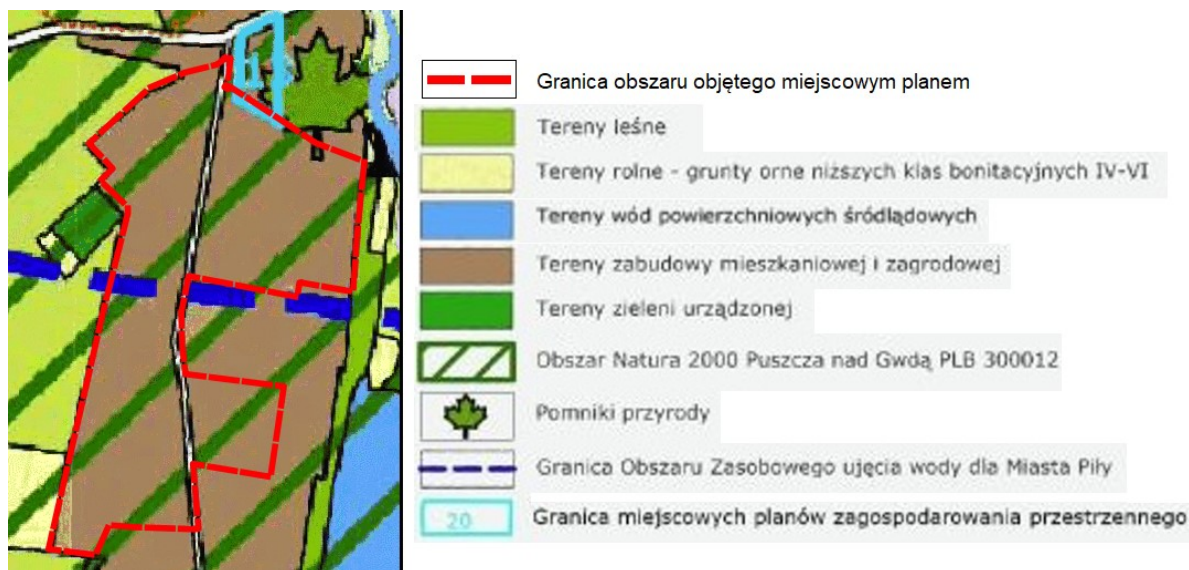 Granica obszaru objętego miejscowym planem
Tereny leśne
Tereny rolne - grunty orne niższych klas bonitacyjnych IV-VI
Tereny wód powierzchniowych śródlądowych
Tereny zabudowy mieszkaniowej i zagrodowej
Tereny zieleni urządzonej
Obszar Natura 2000 Puszcza nad Gwdą PLB 300012
Pomniki przyrody
Granica Obszaru Zasobowego ujęcia wody dla Miasta Piły
20 Granica miejscowych planów zagospodarowania przestrzennego